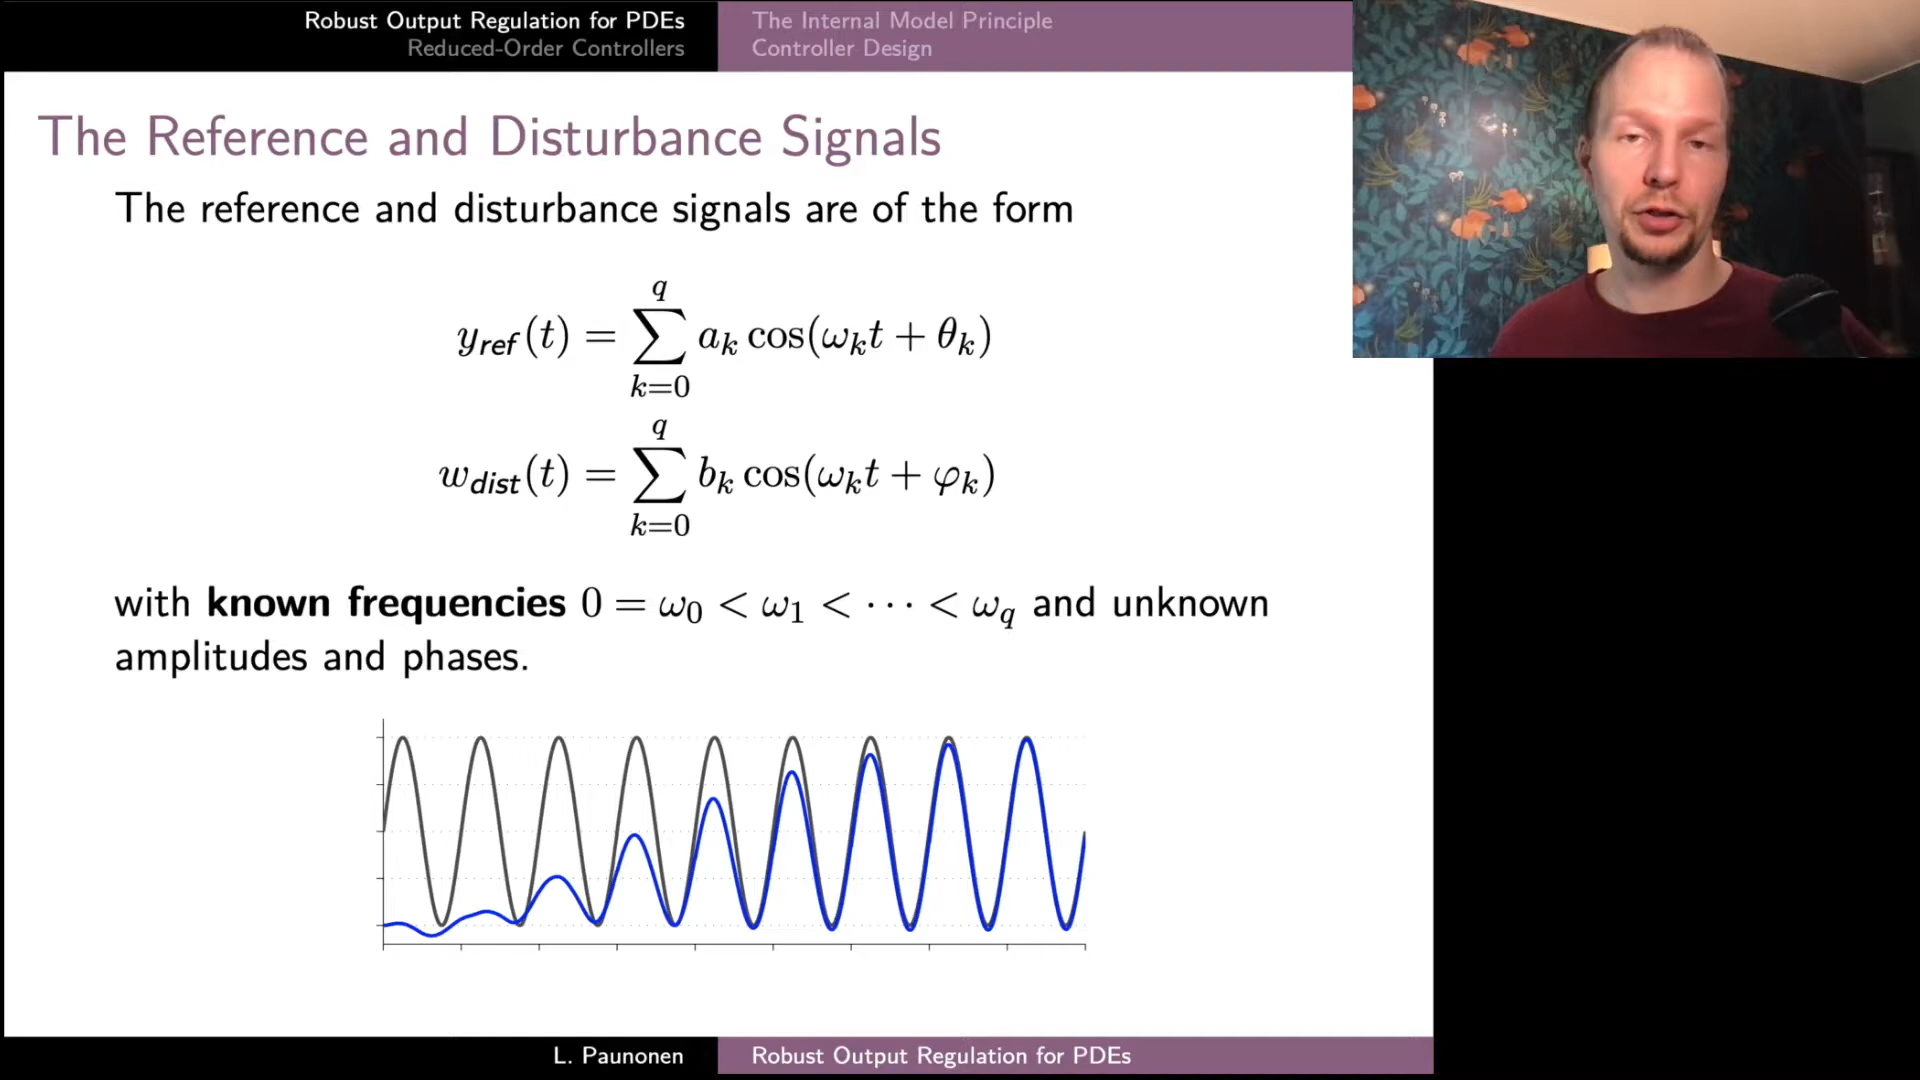 Robust Output Regulation for PDEs
Reduced-Order Controllers
The Internal Model Principle
Controller Design
The Reference and Disturbance Signals
The reference and disturbance signals are of the form
y_ref(t) = ∑_{k=0}^{q} a_k cos(ω_k t + θ_k)
w_dist(t) = ∑_{k=0}^{q} b_k cos(ω_k t + φ_k)
with known frequencies 0 = ω_0 < ω_1 < ⋯ < ω_q and unknown
amplitudes and phases.
L. Paunonen
Robust Output Regulation for PDEs